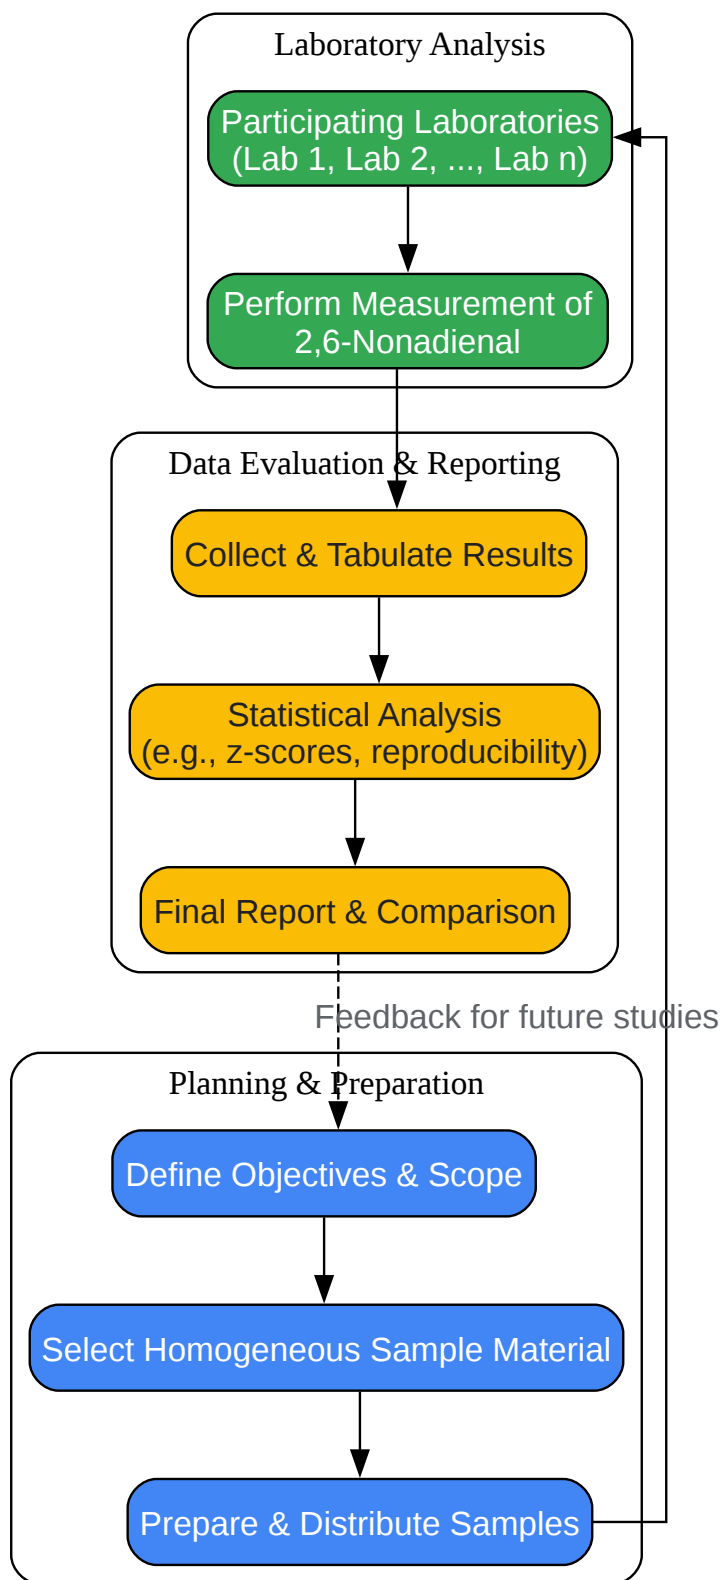 Laboratory Analysis
Participating Laboratories
(Lab 1, Lab 2, ..., Lab n)
Perform Measurement of
2,6-Nonadienal
Data Evaluation & Reporting
Collect & Tabulate Results
Statistical Analysis
(e.g., z-scores, reproducibility)
Final Report & Comparison
Feedback for future studies
Planning & Preparation
Define Objectives & Scope
Select Homogeneous Sample Material
Prepare & Distribute Samples